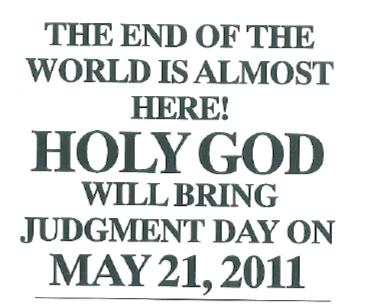 THE END OF THE
WORLD IS ALMOST
HERE!
HOLY GOD
WILL BRING
JUDGMENT DAY ON
MAY 21, 2011